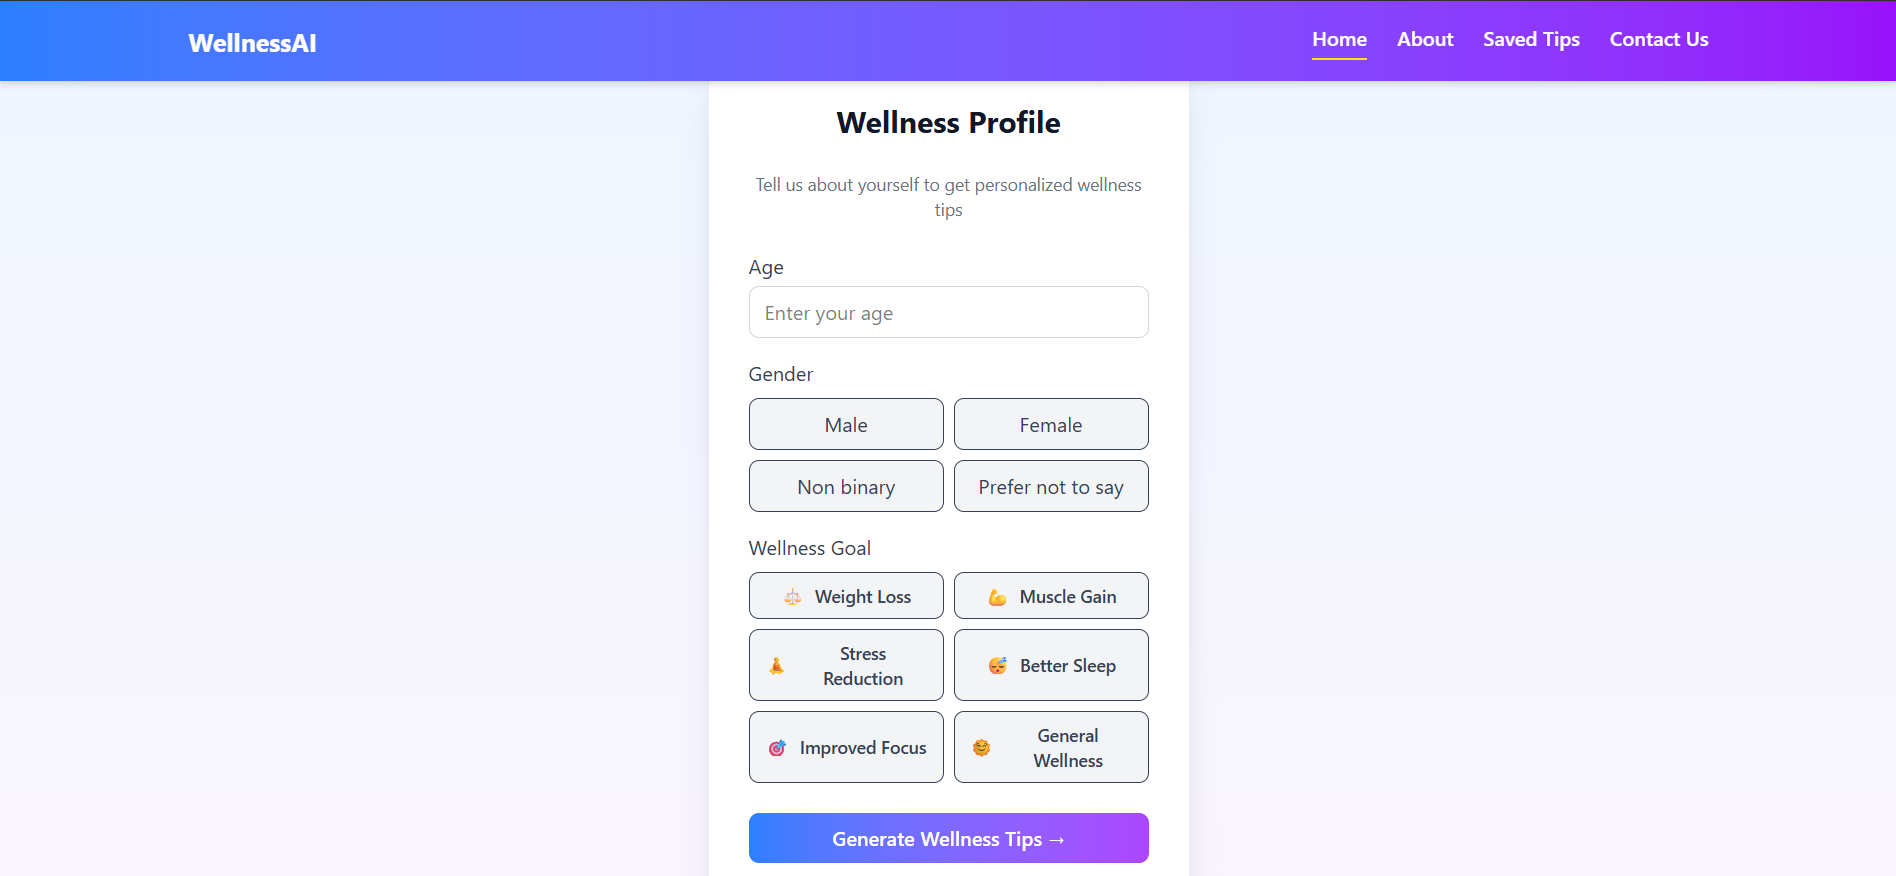 WellnessAI
Home About Saved Tips Contact Us
Wellness Profile
Tell us about yourself to get personalized wellness
tips
Age
Enter your age
Gender
Male
Female
Non binary
Prefer not to say
Wellness Goal
Weight Loss
Muscle Gain
Stress
Reduction
Better Sleep
Improved Focus
General
Wellness
Generate Wellness Tips →